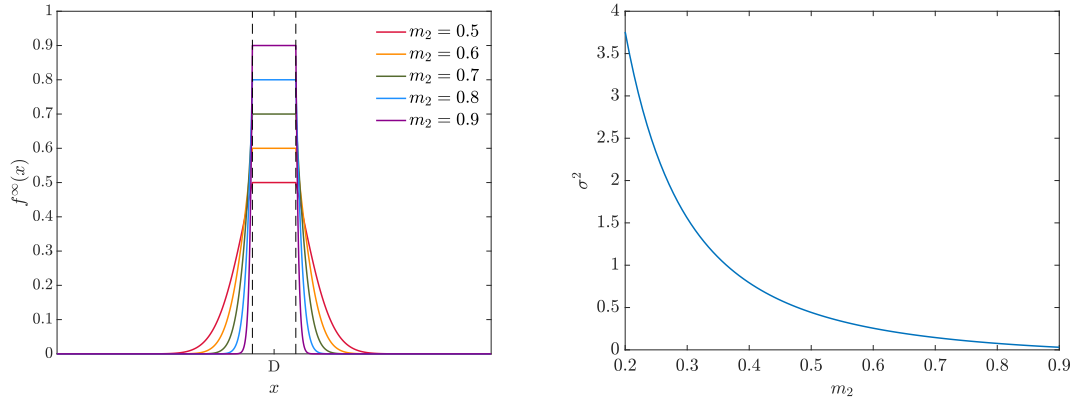 1
0.9
0.8
0.7
0.6
0.5
0.4
0.3
0.2
0.1
0
f^∞(x)
D
x
m₂ = 0.5
m₂ = 0.6
m₂ = 0.7
m₂ = 0.8
m₂ = 0.9
4
3.5
3
2.5
2
1.5
1
0.5
0
σ²
0.2 0.3 0.4 0.5 0.6 0.7 0.8 0.9
m₂